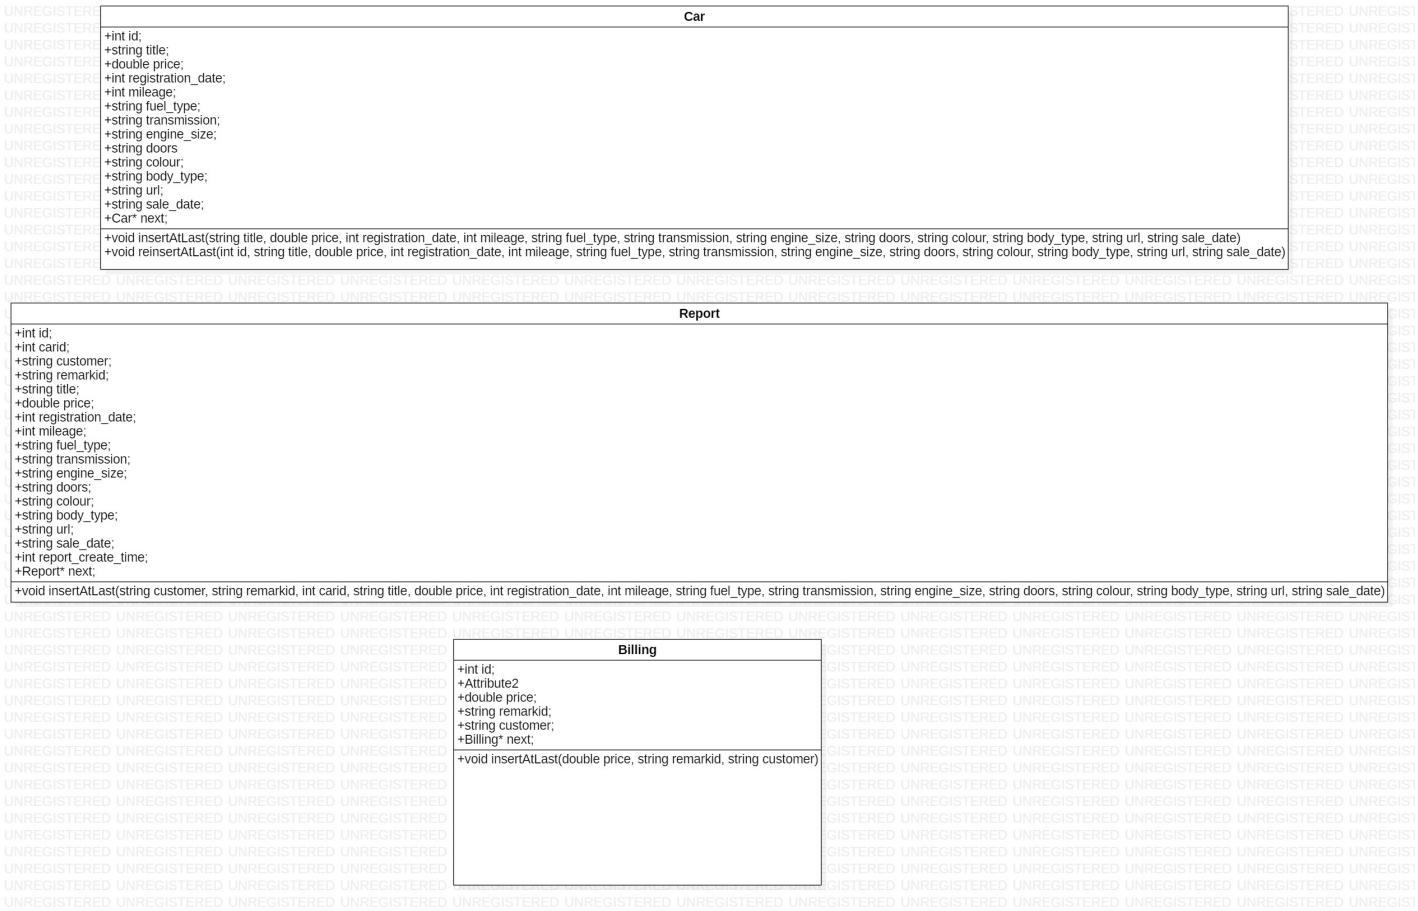 Car
+int id;
+string title;
+double price;
+int registration_date;
+int mileage;
+string fuel_type;
+string transmission;
+string engine_size;
+string doors
+string colour;
+string body_type;
+string url;
+string sale_date;
+Car* next;
+void insertAtLast(string title, double price, int registration_date, int mileage, string fuel_type, string transmission, string engine_size, string doors, string colour, string body_type, string url, string sale_date)
+void reinsertAtLast(int id, string title, double price, int registration_date, int mileage, string fuel_type, string transmission, string engine_size, string doors, string colour, string body_type, string url, string sale_date)
Report
+int id;
+int carid;
+string customer;
+string remarkid;
+string title;
+double price;
+int registration_date;
+int mileage;
+string fuel_type;
+string transmission;
+string engine_size;
+string doors;
+string colour;
+string body_type;
+string url;
+string sale_date;
+int report_create_time;
+Report* next;
+void insertAtLast(string customer, string remarkid, int carid, string title, double price, int registration_date, int mileage, string fuel_type, string transmission, string engine_size, string doors, string colour, string body_type, string url, string sale_date)
Billing
+int id;
+Attribute2
+double price;
+string remarkid;
+string customer;
+Billing* next;
+void insertAtLast(double price, string remarkid, string customer)
UNREGISTERED